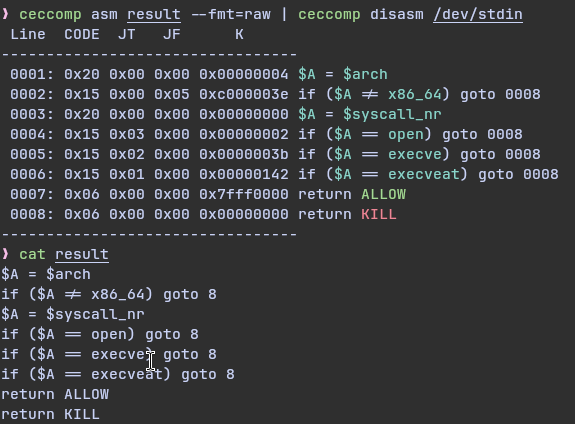 ❯ ceccomp asm result --fmt=raw | ceccomp disasm /dev/stdin
Line  CODE  JT   JF      K
---------------------------------
0001: 0x20 0x00 0x00 0x00000004 $A = $arch
0002: 0x15 0x00 0x05 0xc000003e if ($A != x86_64) goto 0008
0003: 0x20 0x00 0x00 0x00000000 $A = $syscall_nr
0004: 0x15 0x03 0x00 0x00000002 if ($A == open) goto 0008
0005: 0x15 0x02 0x00 0x0000003b if ($A == execve) goto 0008
0006: 0x15 0x01 0x00 0x00000142 if ($A == execveat) goto 0008
0007: 0x06 0x00 0x00 0x7fff0000 return ALLOW
0008: 0x06 0x00 0x00 0x00000000 return KILL
---------------------------------
❯ cat result
$A = $arch
if ($A != x86_64) goto 8
$A = $syscall_nr
if ($A == open) goto 8
if ($A == execve) goto 8
if ($A == execveat) goto 8
return ALLOW
return KILL